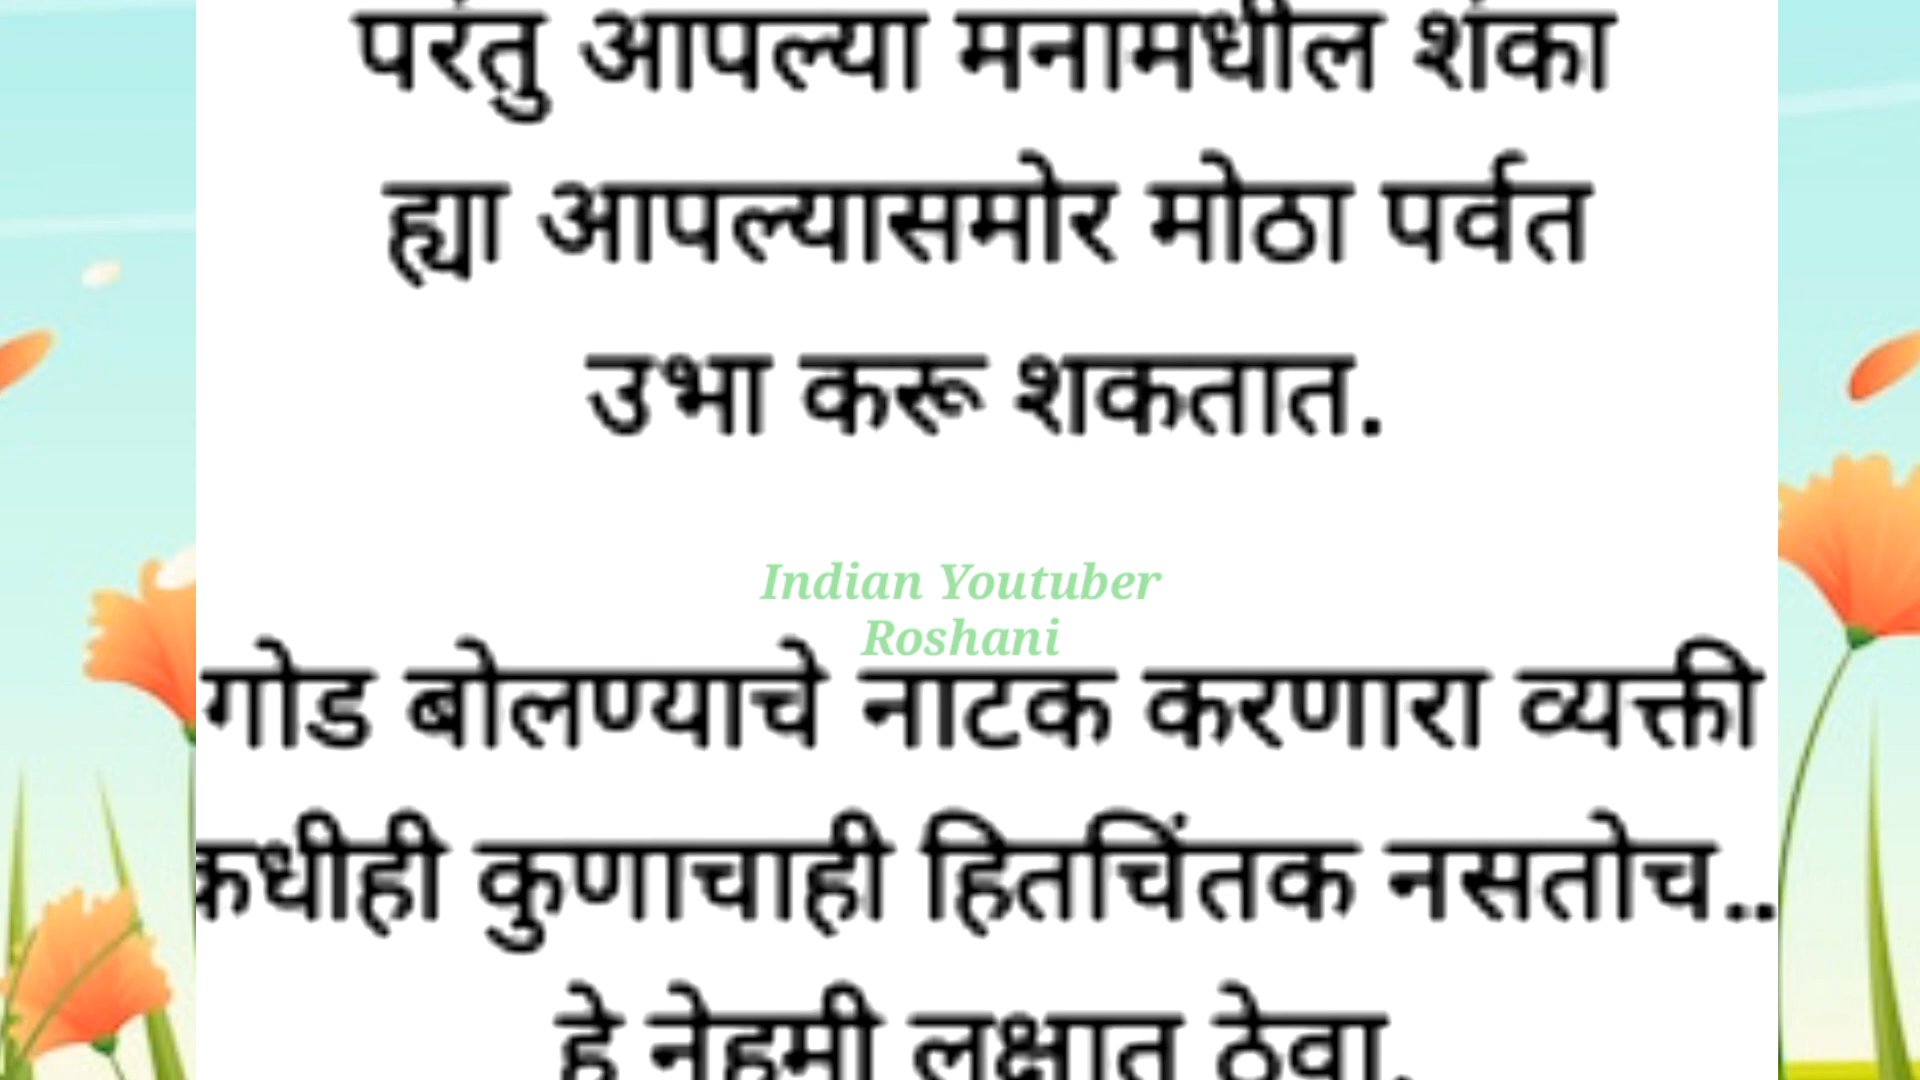 परंतु आपल्या मनामधील शंका
ह्या आपल्यासमोर मोठा पर्वत
उभा करू शकतात.
Indian Youtuber
Roshani
गोड बोलण्याचे नाटक करणारा व्यक्ती
कधीही कुणाचाही हितचिंतक नसतोच..
हे नेहमी लक्षात ठेवा.